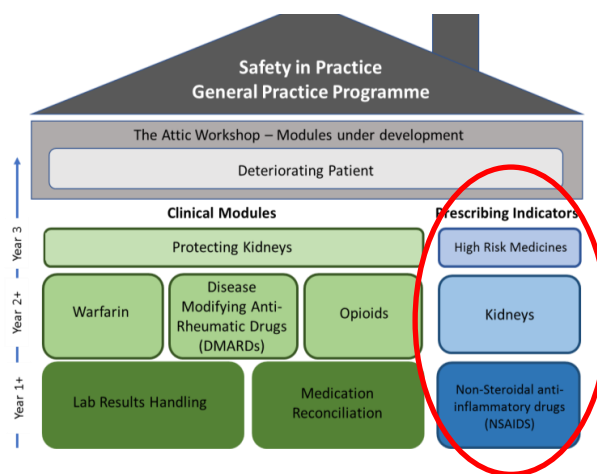 Safety in Practice
General Practice Programme
The Attic Workshop – Modules under development
Deteriorating Patient
Clinical Modules
Prescribing Indicators
Year 3
Protecting Kidneys
High Risk Medicines
Year 2+
Warfarin
Disease
Modifying Anti-
Rheumatic Drugs
(DMARDs)
Opioids
Kidneys
Year 1+
Lab Results Handling
Medication
Reconciliation
Non-Steroidal anti-
inflammatory drugs
(NSAIDS)